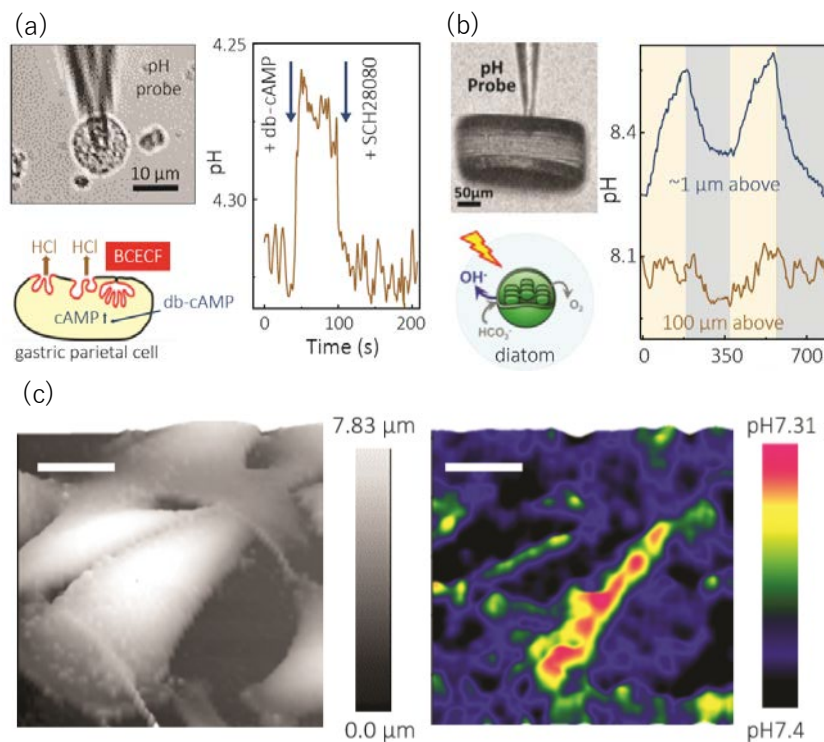 (a)
pH
Probe
10 μm
HCl
HCl
BCECF
cAMP
db-cAMP
gastric parietal cell
4.25
4.30
pH
+ db-cAMP
+ SCH28080
0
100
200
Time (s)
(b)
pH
Probe
50μm
OH-
HCO2-
O2
diatom
8.4
8.1
pH
~1 μm above
100 μm above
0
350
700
(c)
7.83 μm
0.0 μm
pH7.31
pH7.4